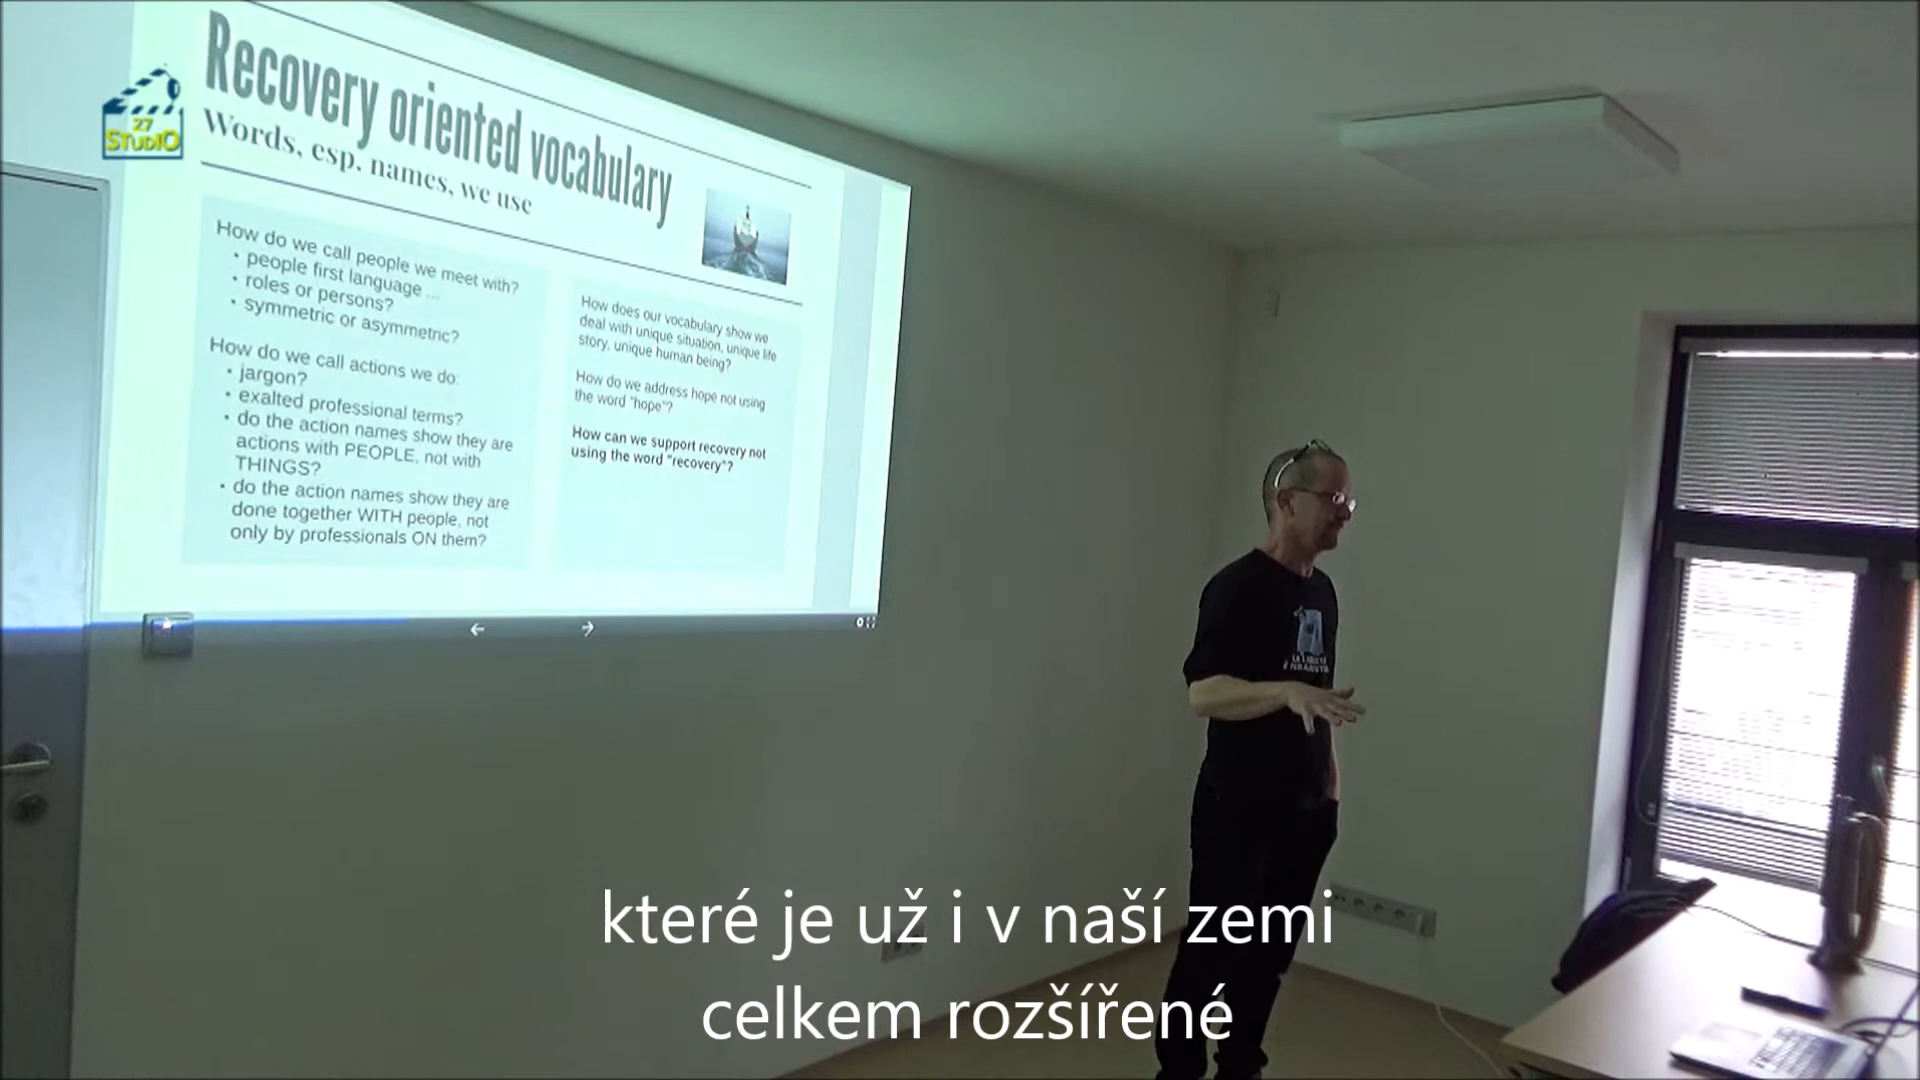 27
STUDIO
Recovery oriented vocabulary
Words, esp. names, we use
How do we call people we meet with?
• people first language ...
• roles or persons?
• symmetric or asymmetric?
How do we call actions we do:
• jargon?
• exalted professional terms?
• do the action names show they are
actions with PEOPLE, not with
THINGS?
• do the action names show they are
done together WITH people, not
only by professionals ON them?
How does our vocabulary show we
deal with unique situation, unique life
story, unique human being?
How do we address hope not using
the word "hope"?
How can we support recovery not
using the word "recovery"?
LA LIBERTÀ
È TERAPEUTICA
které je už i v naší zemi
celkem rozšířené